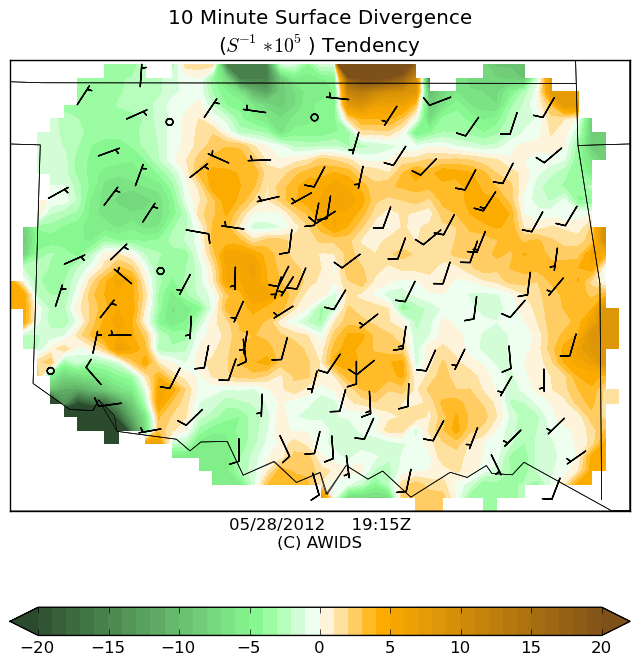 10 Minute Surface Divergence
(S⁻¹ * 10⁵ ) Tendency
05/28/2012 19:15Z
(C) AWIDS
−20 −15 −10 −5 0 5 10 15 20